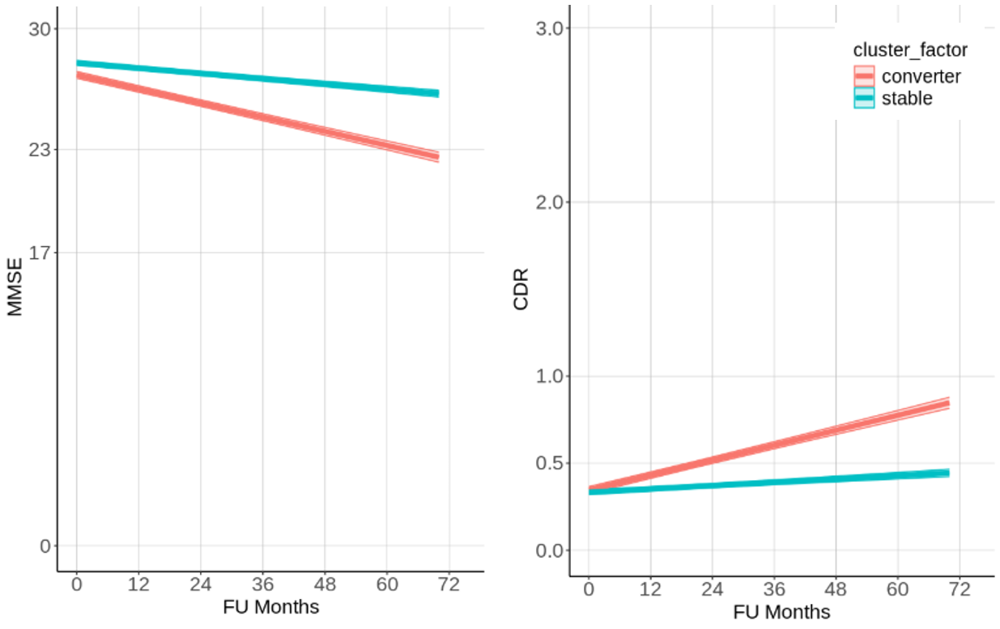 30
23
17
0
MMSE
0 12 24 36 48 60 72
FU Months
3.0
2.0
1.0
0.5
0.0
CDR
0 12 24 36 48 60 72
FU Months
cluster_factor
converter
stable